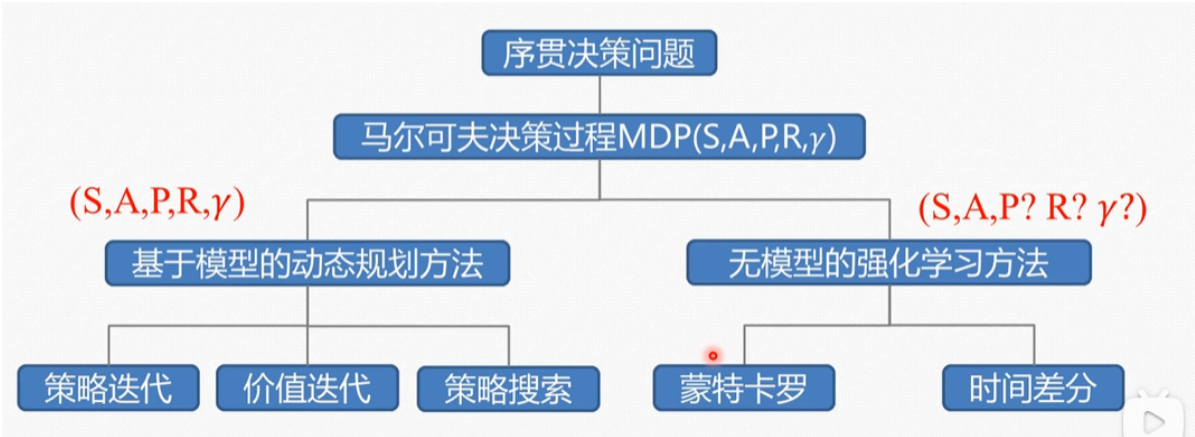 序贯决策问题
马尔可夫决策过程MDP(S,A,P,R,γ)
(S,A,P,R,γ)
(S,A,P? R? γ?)
基于模型的动态规划方法
无模型的强化学习方法
策略迭代
价值迭代
策略搜索
蒙特卡罗
时间差分